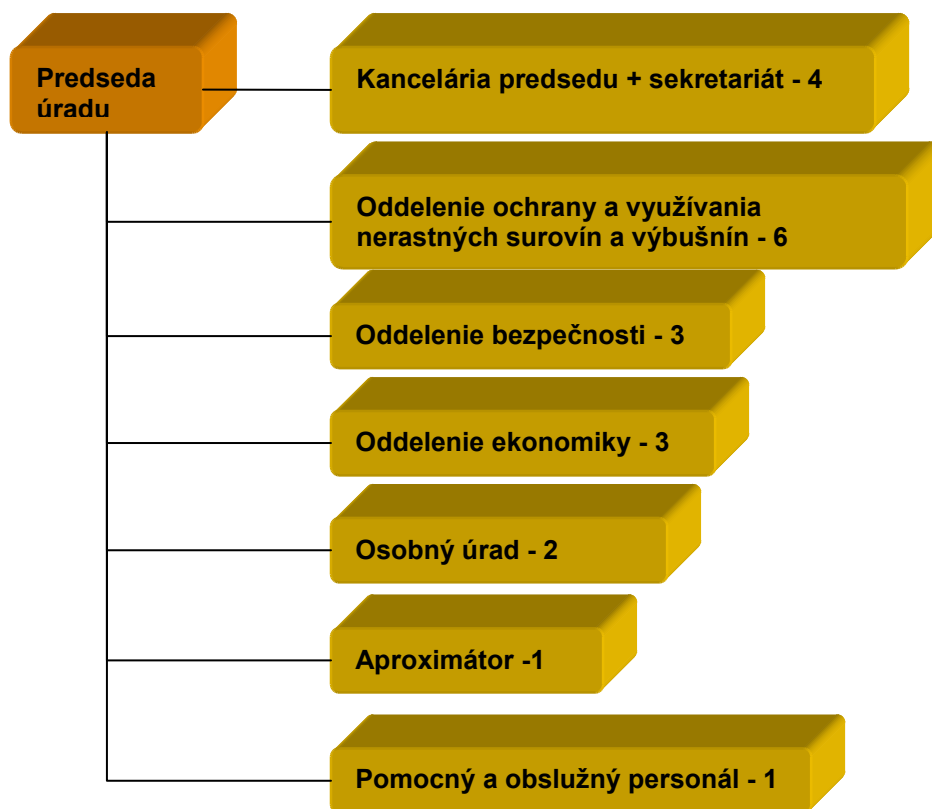 Predseda
úradu
Kancelária predsedu + sekretariát - 4
Oddelenie ochrany a využívania
nerastných surovín a výbušnín - 6
Oddelenie bezpečnosti - 3
Oddelenie ekonomiky - 3
Osobný úrad - 2
Aproximátor -1
Pomocný a obslužný personál - 1